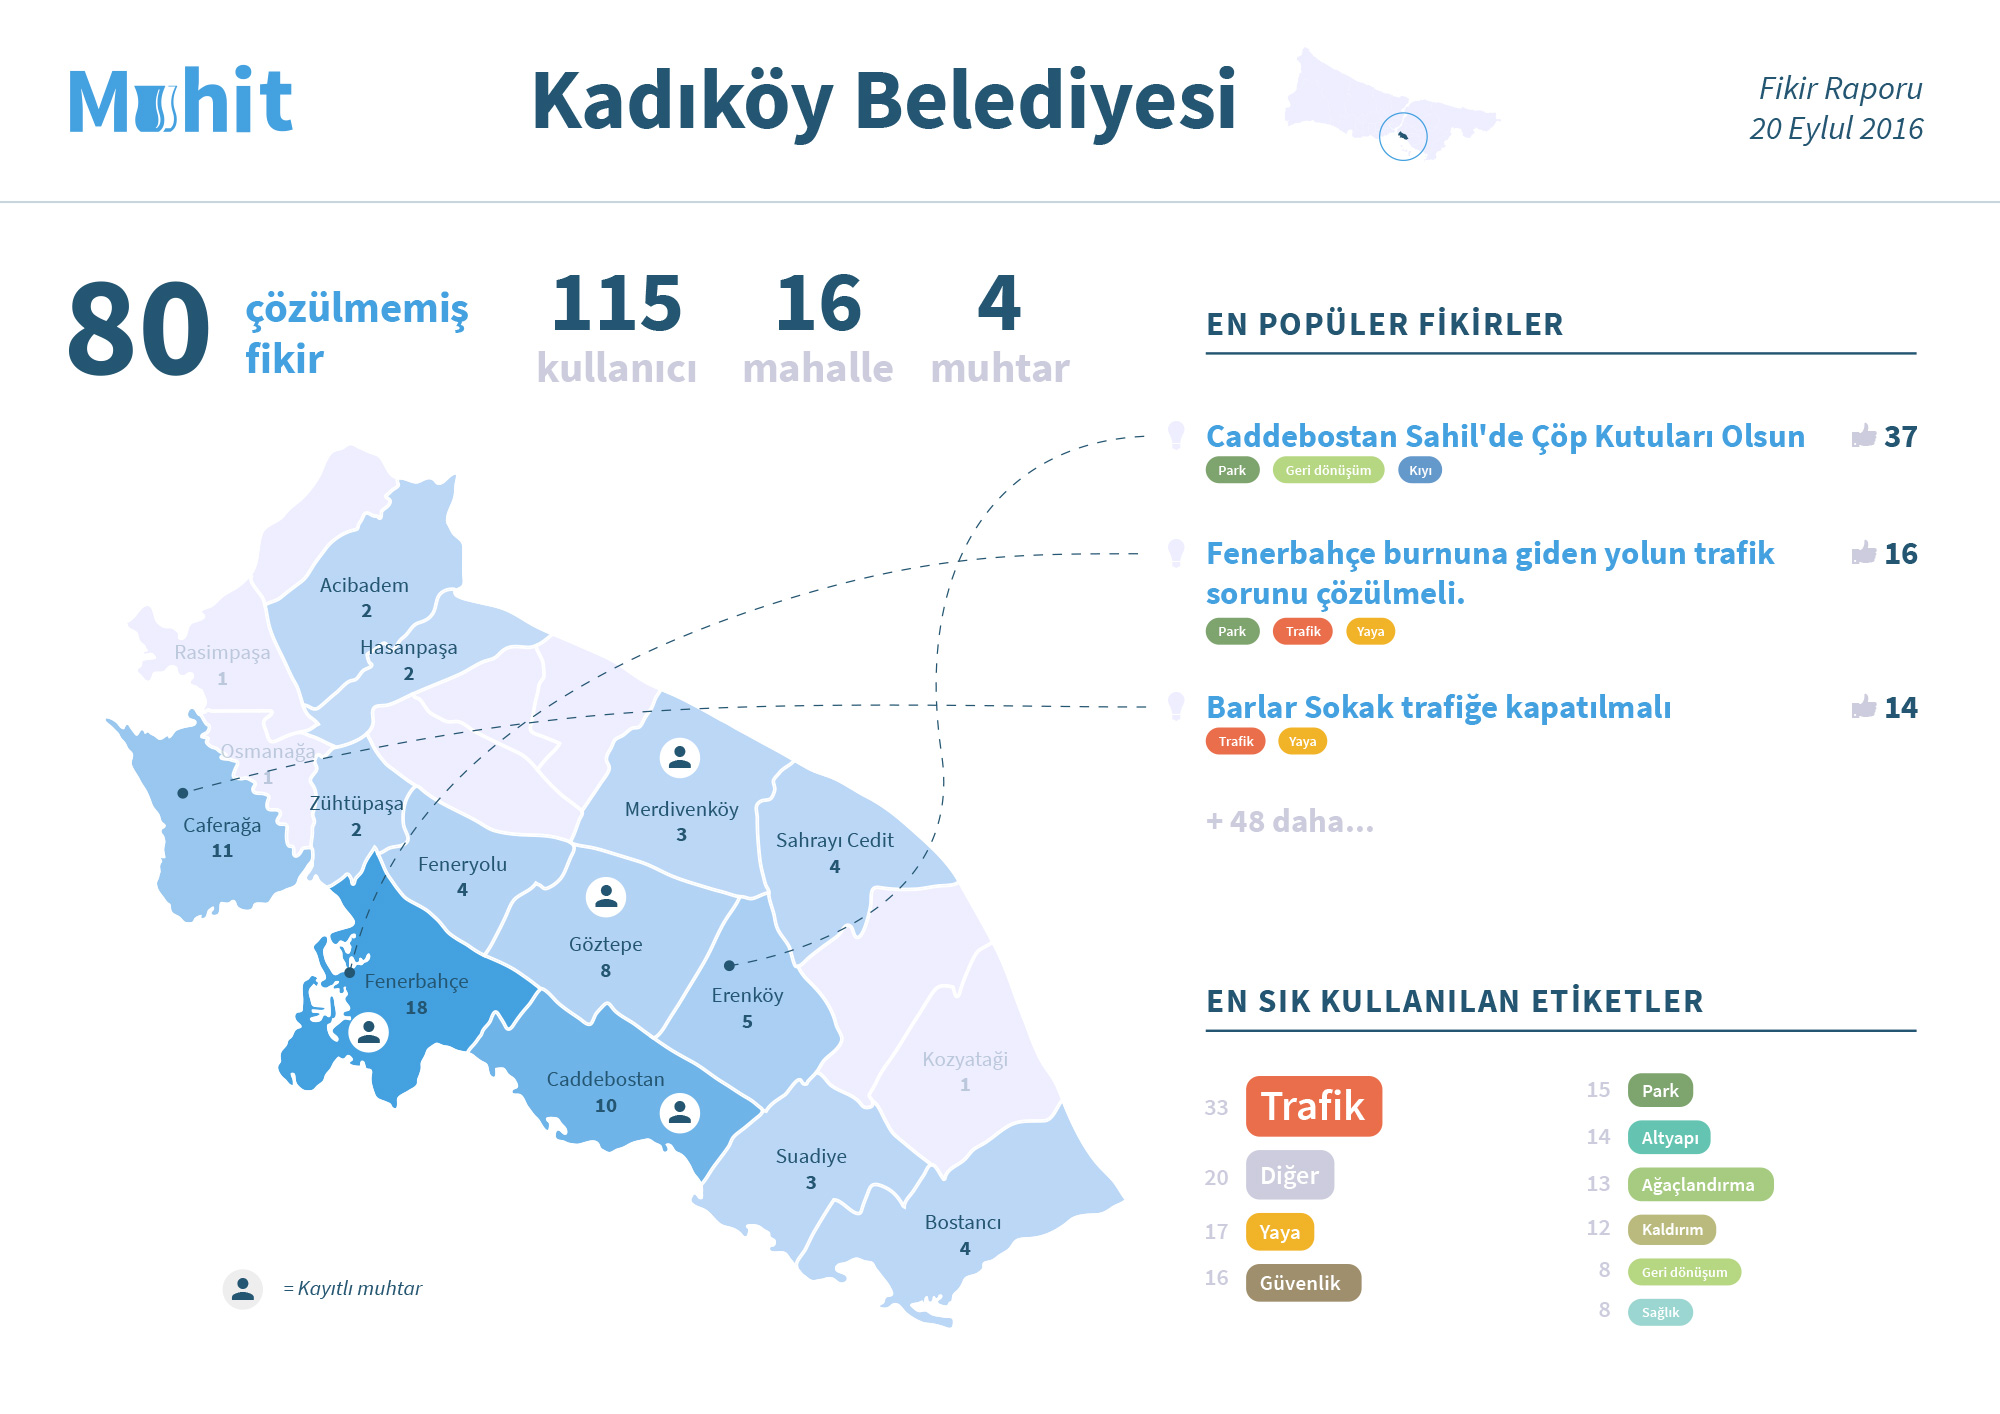 Muhit
Kadıköy Belediyesi
Fikir Raporu
20 Eylul 2016
80
çözülmemiş
fikir
115
kullanıcı
16
mahalle
4
muhtar
EN POPÜLER FİKİRLER
Caddebostan Sahil'de Çöp Kutuları Olsun
37
Park
Geri dönüşüm
Kıyı
Fenerbahçe burnuna giden yolun trafik
sorunu çözülmeli.
16
Park
Trafik
Yaya
Barlar Sokak trafiğe kapatılmalı
14
Trafik
Yaya
+ 48 daha...
Acibadem
2
Hasanpaşa
2
Rasimpaşa
1
Osmanağa
1
Caferağa
11
Zühtüpaşa
2
Feneryolu
4
Merdivenköy
3
Sahrayı Cedit
4
Göztepe
8
Erenköy
5
Fenerbahçe
18
Caddebostan
10
Kozyataği
1
Suadiye
3
Bostancı
4
= Kayıtlı muhtar
EN SIK KULLANILAN ETİKETLER
33 Trafik
20 Diğer
17 Yaya
16 Güvenlik
15 Park
14 Altyapı
13 Ağaçlandırma
12 Kaldırım
8 Geri dönüşum
8 Sağlık